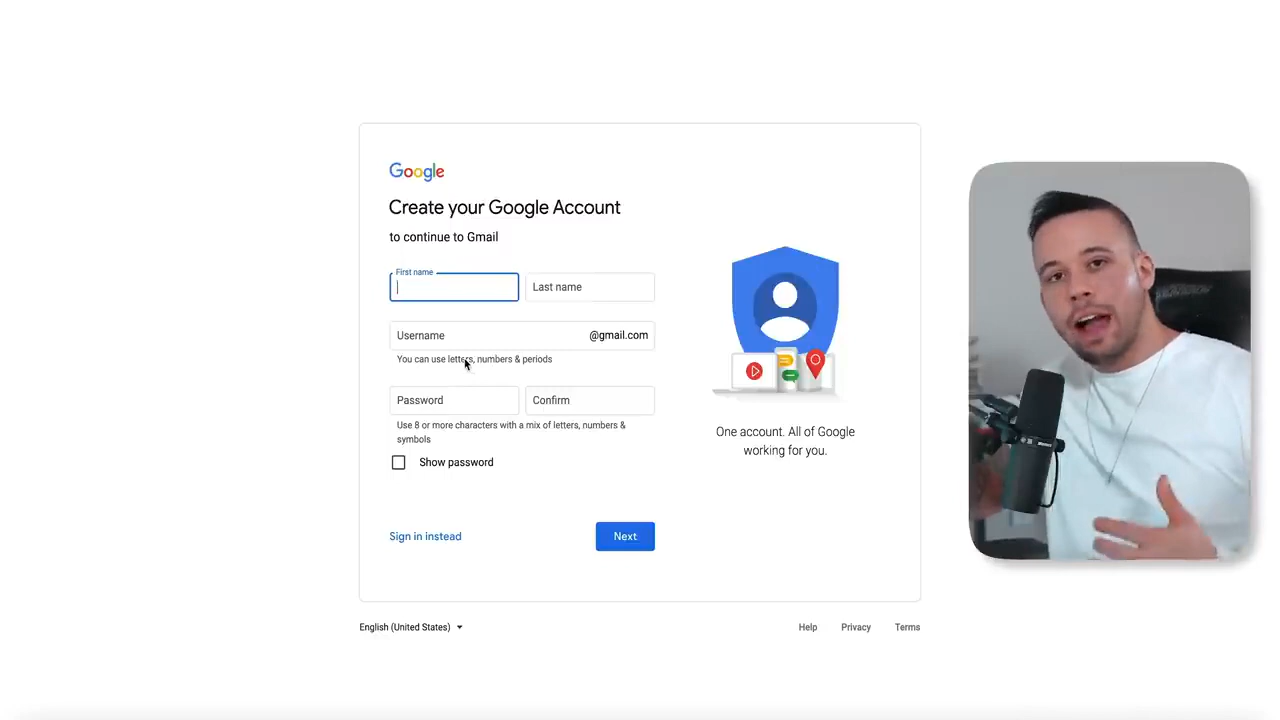 Google
Create your Google Account
to continue to Gmail
First name
Last name
Username @gmail.com
You can use letters, numbers & periods
Password
Confirm
Use 8 or more characters with a mix of letters, numbers &
symbols
Show password
Sign in instead
Next
One account. All of Google
working for you.
English (United States)
Help Privacy Terms